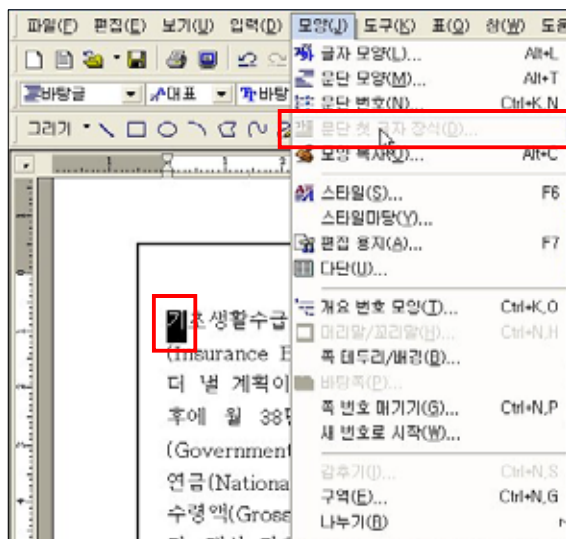 파일(F) 편집(E) 보기(U) 입력(D) 모양(J) 도구(K) 표(Q) 창(W) 도움
바탕글 대표 바탕
그리기
글자 모양(L)... Alt+L
문단 모양(M)... Alt+T
문단 번호(N)... Ctrl+K,N
문단 첫 글자 장식(D)...
모양 복사(O)... Alt+C
스타일(S)... F6
스타일마당(Y)...
편집 용지(A)... F7
다단(U)...
개요 번호 모양(T)... Ctrl+K,O
머리말/꼬리말(H)... Ctrl+N,H
쪽 테두리/배경(B)...
바탕쪽(P)...
쪽 번호 매기기(G)... Ctrl+N,P
새 번호로 시작(W)...
감추기(I)... Ctrl+N,S
구역(E)... Ctrl+N,G
나누기(R)
기초생활수급
(Insurance
더 낼 계획이
후에 월 38만
(Government
연금(Nationa
수령액(Gross